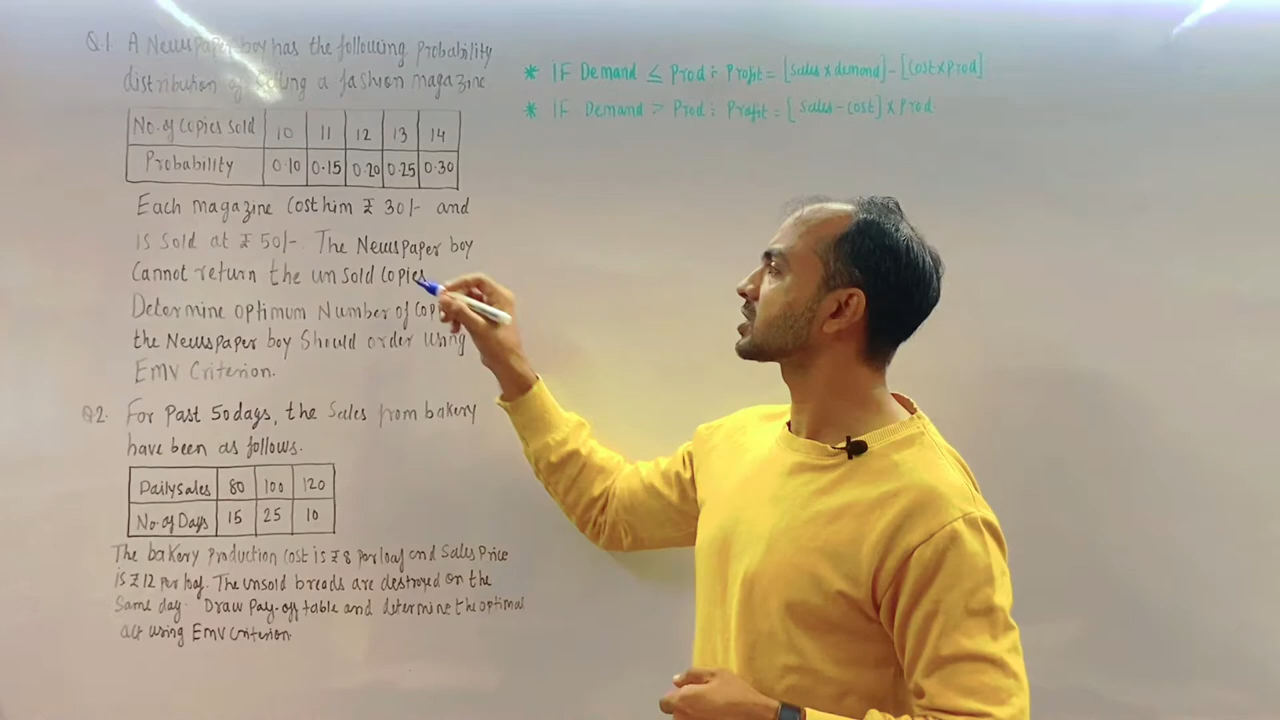 Q.1 A Newspaper boy has the following Probability
distribution of selling a fashion magazine
No. of Copies Sold 10 11 12 13 14
Probability 0.10 0.15 0.20 0.25 0.30
Each magazine Cost him ₹ 30/- and
is Sold at ₹ 50/-. The Newspaper boy
Cannot return the unsold Copies
Determine optimum Number of Cop
the Newspaper boy Should order Using
EMV Criterion.
Q2. For Past 50 days, the Sales from bakery
have been as follows.
Daily Sales 80 100 120
No. of Days 15 25 10
The bakery Production Cost is ₹ 8 Per loaf and Sales Price
is ₹ 12 Per loaf. The unsold breads are destroyed on the
Same day. Draw Pay-off table and determine the optimal
act using Emv Criterion.
* IF Demand ≤ Prod : Profit = [Sales × demand] - [Cost × Prod]
* IF Demand > Prod : Profit = [Sales - Cost] × Prod.